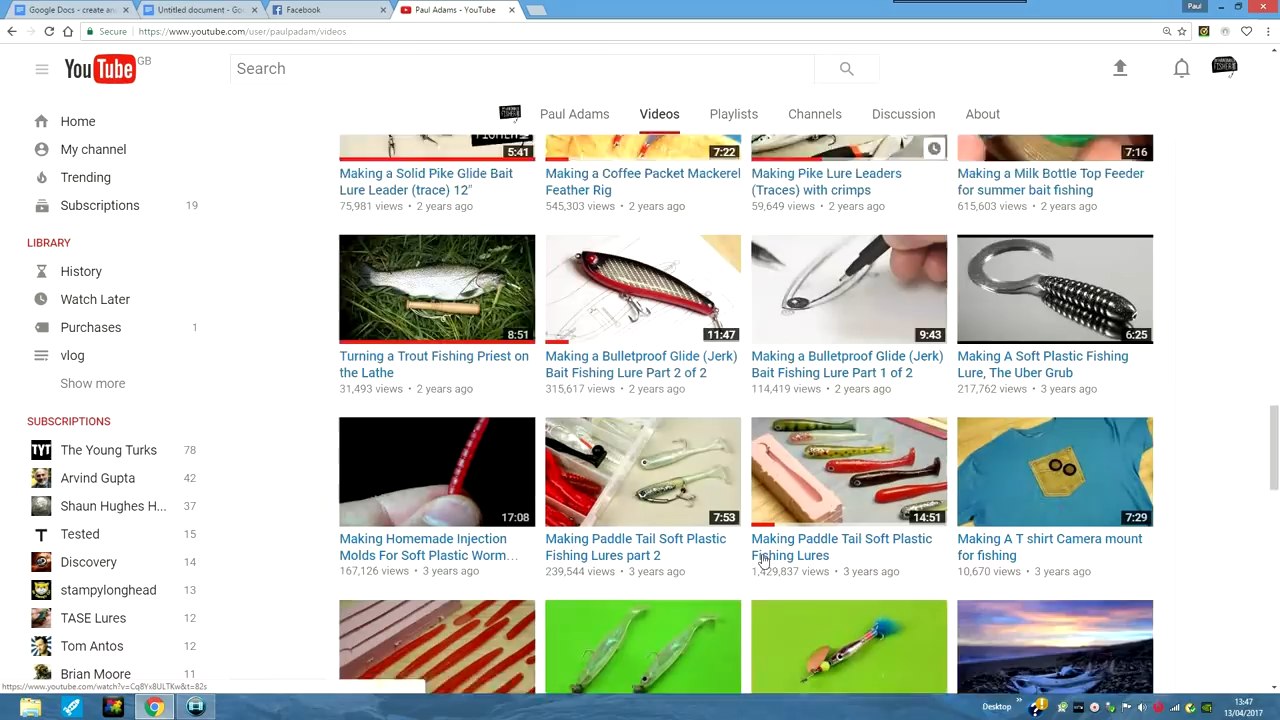 Google Docs - create an
Untitled document - Go
Facebook
Paul Adams - YouTube
Paul
Secure
https://www.youtube.com/user/paulpadam/videos
YouTube GB
Search
Paul Adams
Videos
Playlists
Channels
Discussion
About
Home
My channel
Trending
Subscriptions 19
LIBRARY
History
Watch Later
Purchases 1
vlog
Show more
SUBSCRIPTIONS
TYT The Young Turks 78
Arvind Gupta 42
Shaun Hughes H... 37
T Tested 15
Discovery 14
stampylonghead 13
TASE Lures 12
Tom Antos 12
Brian Moore 11
5:41
7:22
7:16
Making a Solid Pike Glide Bait
Lure Leader (trace) 12"
75,981 views • 2 years ago
Making a Coffee Packet Mackerel
Feather Rig
545,303 views • 2 years ago
Making Pike Lure Leaders
(Traces) with crimps
59,649 views • 2 years ago
Making a Milk Bottle Top Feeder
for summer bait fishing
615,603 views • 2 years ago
8:51
11:47
9:43
6:25
Turning a Trout Fishing Priest on
the Lathe
31,493 views • 2 years ago
Making a Bulletproof Glide (Jerk)
Bait Fishing Lure Part 2 of 2
315,617 views • 2 years ago
Making a Bulletproof Glide (Jerk)
Bait Fishing Lure Part 1 of 2
114,419 views • 2 years ago
Making A Soft Plastic Fishing
Lure, The Uber Grub
217,762 views • 3 years ago
17:08
7:53
14:51
7:29
Making Homemade Injection
Molds For Soft Plastic Worm...
167,126 views • 3 years ago
Making Paddle Tail Soft Plastic
Fishing Lures part 2
239,544 views • 3 years ago
Making Paddle Tail Soft Plastic
Fishing Lures
1,429,837 views • 3 years ago
Making A T shirt Camera mount
for fishing
10,670 views • 3 years ago
https://www.youtube.com/watch?v=Cq8Yx8ULTKw&t=82s
Desktop
13:47
13/04/2017